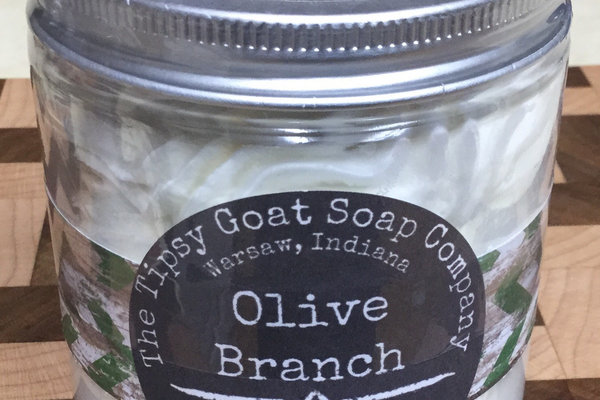 The Tipsy Goat Soap Company
Warsaw, Indiana
Olive
Branch